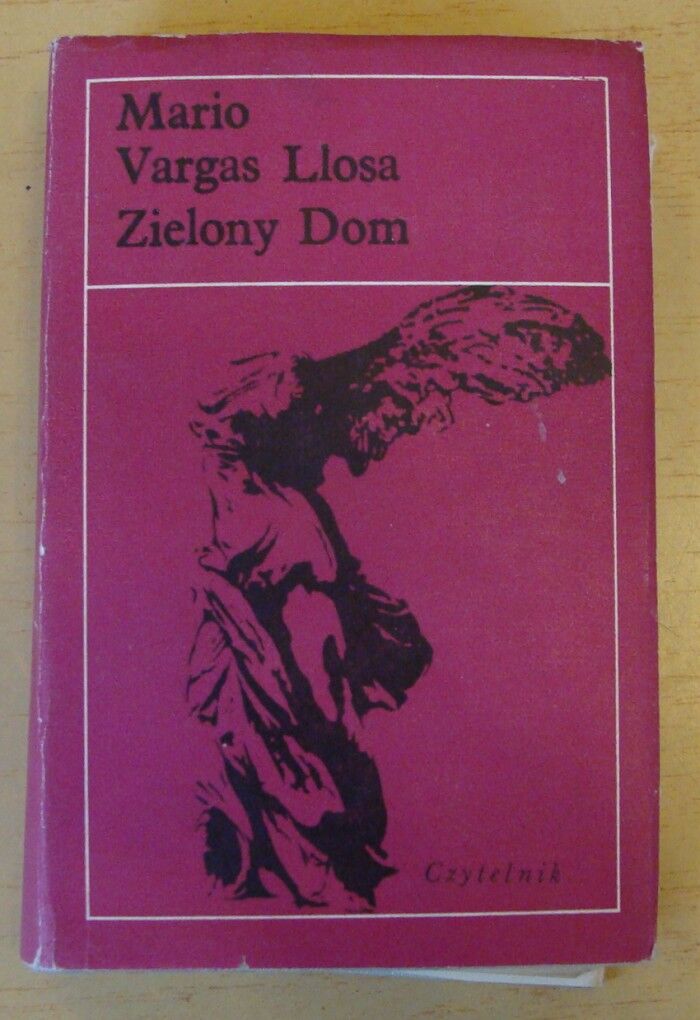 Mario
Vargas Llosa
Zielony Dom
Czytelnik